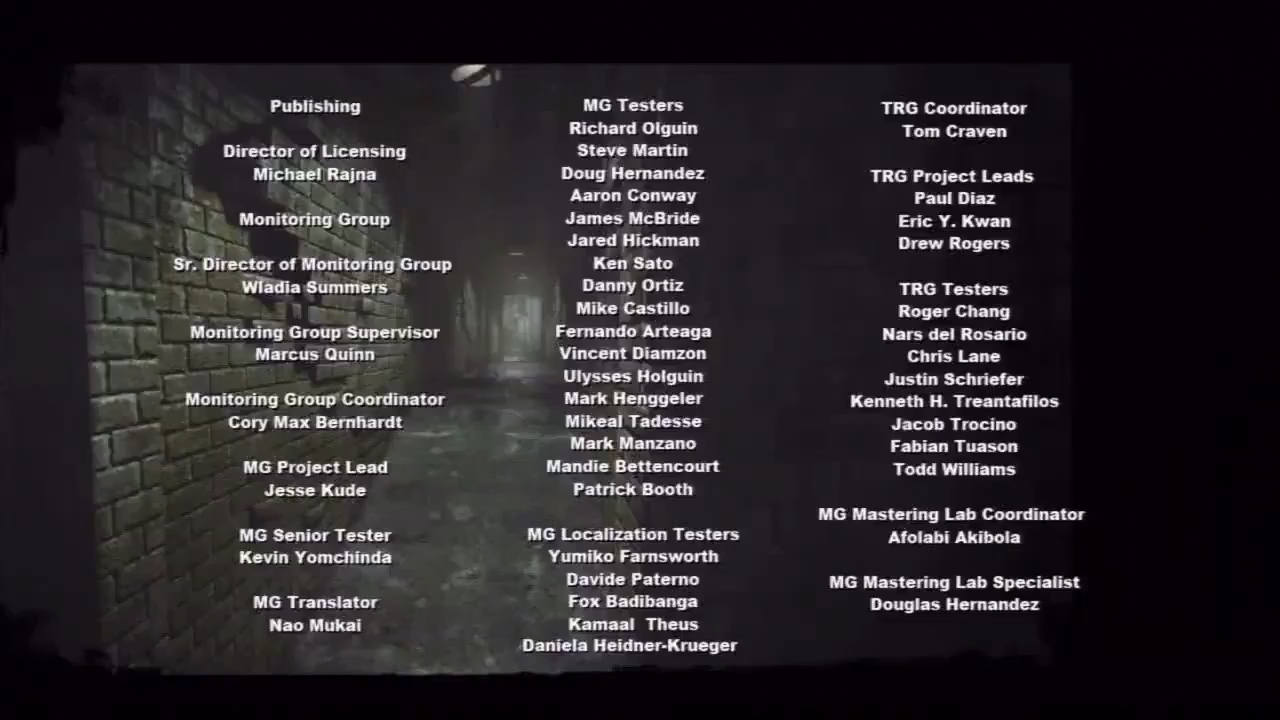 Publishing
Director of Licensing
Michael Rajna
Monitoring Group
Sr. Director of Monitoring Group
Wladia Summers
Monitoring Group Supervisor
Marcus Quinn
Monitoring Group Coordinator
Cory Max Bernhardt
MG Project Lead
Jesse Kude
MG Senior Tester
Kevin Yomchinda
MG Translator
Nao Mukai
MG Testers
Richard Olguin
Steve Martin
Doug Hernandez
Aaron Conway
James McBride
Jared Hickman
Ken Sato
Danny Ortiz
Mike Castillo
Fernando Arteaga
Vincent Diamzon
Ulysses Holguin
Mark Henggeler
Mikeal Tadesse
Mark Manzano
Mandie Bettencourt
Patrick Booth
MG Localization Testers
Yumiko Farnsworth
Davide Paterno
Fox Badibanga
Kamaal  Theus
Daniela Heidner-Krueger
TRG Coordinator
Tom Craven
TRG Project Leads
Paul Diaz
Eric Y. Kwan
Drew Rogers
TRG Testers
Roger Chang
Nars del Rosario
Chris Lane
Justin Schriefer
Kenneth H. Treantafilos
Jacob Trocino
Fabian Tuason
Todd Williams
MG Mastering Lab Coordinator
Afolabi Akibola
MG Mastering Lab Specialist
Douglas Hernandez